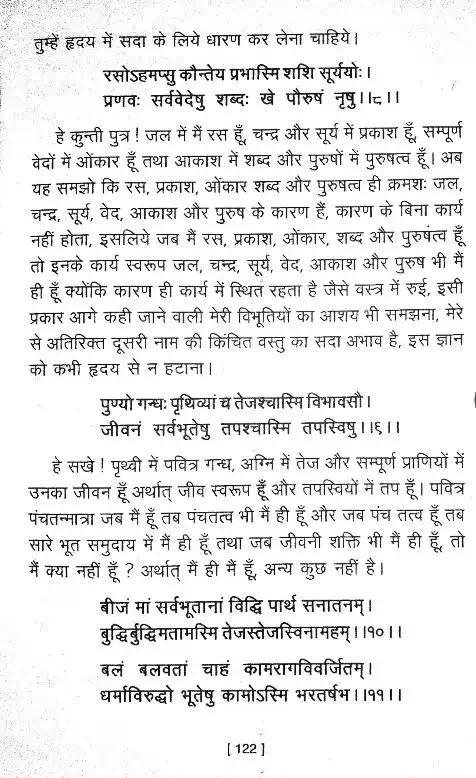 तुम्हें हृदय में सदा के लिये धारण कर लेना चाहिये।
रसोऽहमप्सु कौन्तेय प्रभास्मि शशि सूर्ययोः।
प्रणवः सर्ववेदेषु शब्दः खे पौरुषं नृषु।।८।।
हे कुन्ती पुत्र ! जल में मैं रस हूँ, चन्द्र और सूर्य में प्रकाश हूँ, सम्पूर्ण
वेदों में ओंकार हूँ तथा आकाश में शब्द और पुरुषों में पुरुषत्व हूँ। अब
यह समझो कि रस, प्रकाश, ओंकार शब्द और पुरुषत्व ही क्रमशः जल,
चन्द्र, सूर्य, वेद, आकाश और पुरुष के कारण हैं, कारण के बिना कार्य
नहीं होता, इसलिये जब मैं रस, प्रकाश, ओंकार, शब्द और पुरुषत्व हूँ
तो इनके कार्य स्वरूप जल, चन्द्र, सूर्य, वेद, आकाश और पुरुष भी मैं
ही हूँ क्योंकि कारण ही कार्य में स्थित रहता है जैसे वस्त्र में रुई, इसी
प्रकार आगे कही जाने वाली मेरी विभूतियों का आशय भी समझना, मेरे
से अतिरिक्त दूसरी नाम की किंचित वस्तु का सदा अभाव है, इस ज्ञान
को कभी हृदय से न हटाना।
पुण्यो गन्धः पृथिव्यां च तेजश्चास्मि विभावसौ।
जीवनं सर्वभूतेषु तपश्चास्मि तपस्विषु।।९।।
हे सखे ! पृथ्वी में पवित्र गन्ध, अग्नि में तेज और सम्पूर्ण प्राणियों में
उनका जीवन हूँ अर्थात् जीव स्वरूप हूँ और तपस्वियों में तप हूँ। पवित्र
पंचतन्मात्रा जब मैं हूँ तब पंचतत्व भी मैं ही हूँ और जब पंच तत्व हूँ तब
सारे भूत समुदाय में मैं ही हूँ तथा जब जीवनी शक्ति भी मैं ही हूँ, तो
मैं क्या नहीं हूँ ? अर्थात् मैं ही मैं हूँ, अन्य कुछ नहीं है।
बीजं मां सर्वभूतानां विद्धि पार्थ सनातनम्।
बुद्धिर्बुद्धिमतामस्मि तेजस्तेजस्विनामहम्।।१०।।
बलं बलवतां चाहं कामरागविवर्जितम्।
धर्माविरुद्धो भूतेषु कामोऽस्मि भरतर्षभ।।११।।
[ 122 ]